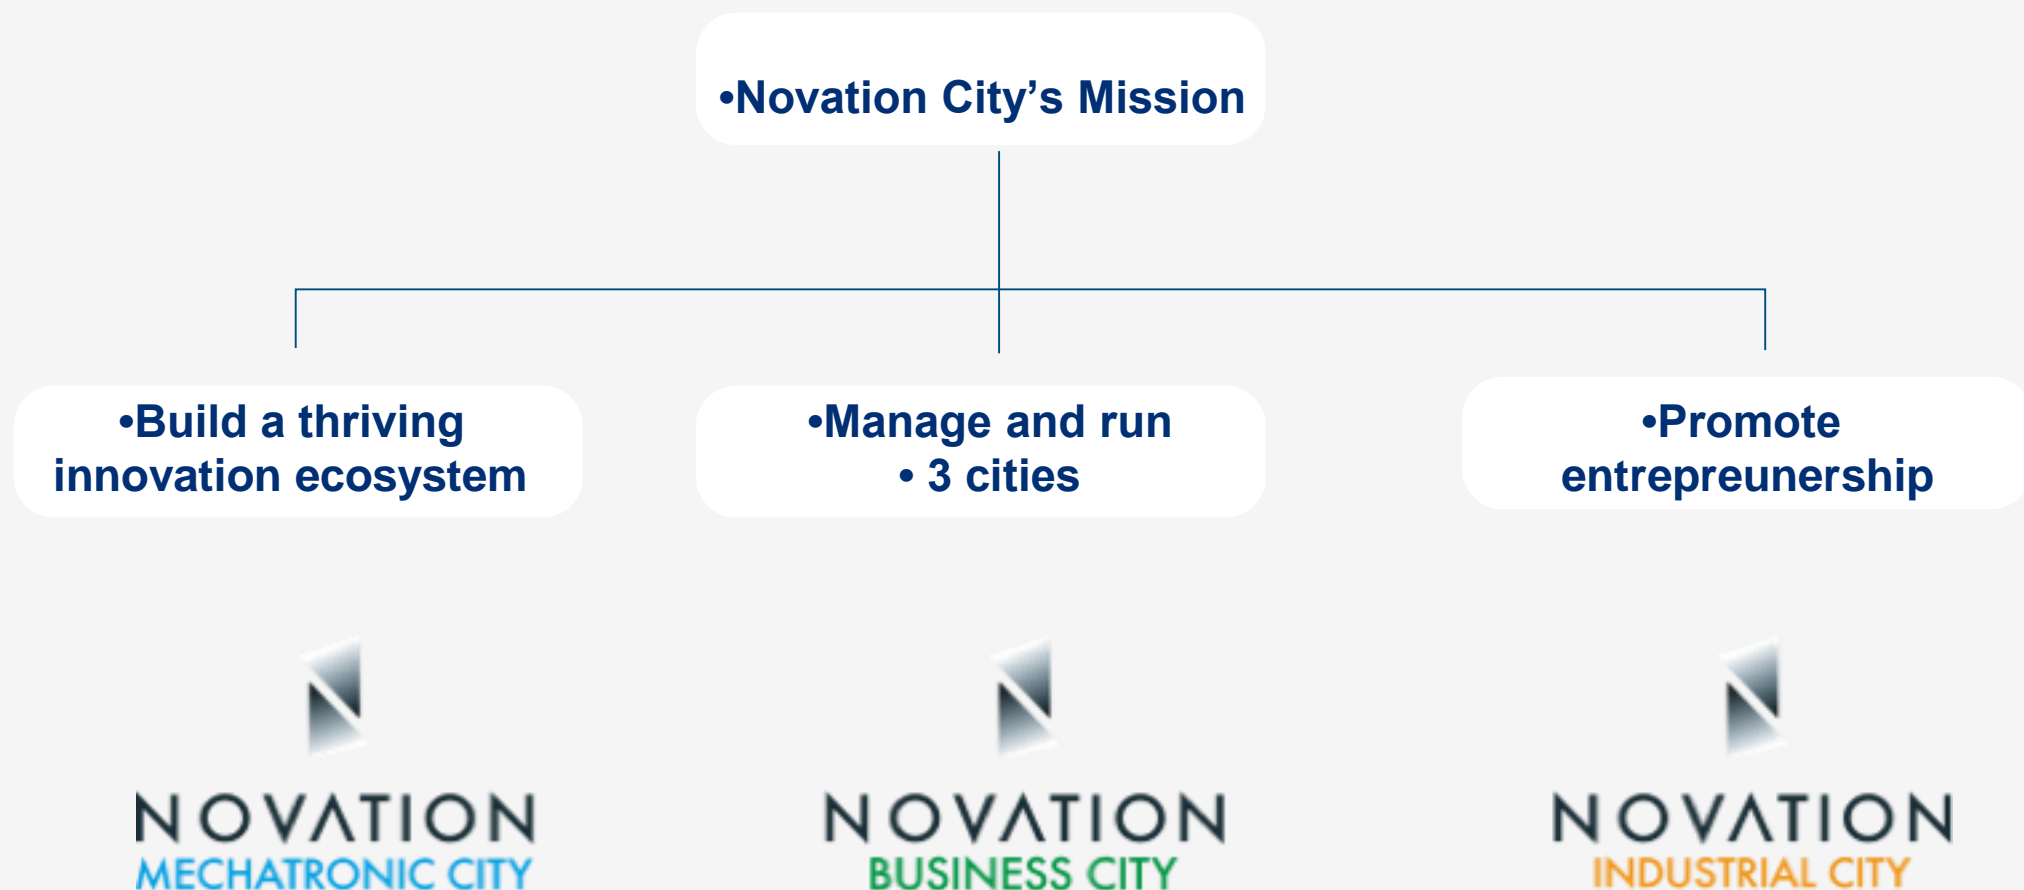 •Novation City’s Mission
•Build a thriving
innovation ecosystem
•Manage and run
• 3 cities
•Promote
entrepreunership
NOVATION
MECHATRONIC CITY
NOVATION
BUSINESS CITY
NOVATION
INDUSTRIAL CITY